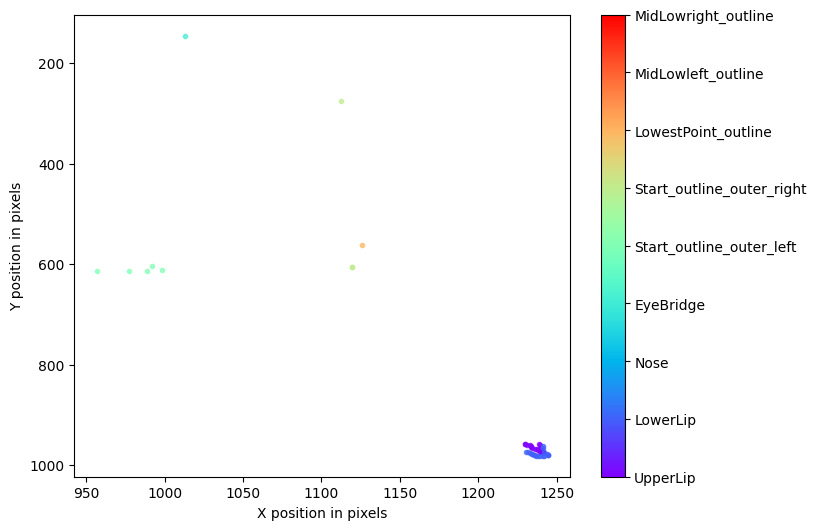 MidLowright_outline
200
MidLowleft_outline
LowestPoint_outline
400
Start_outline_outer_right
Y position in pixels
600
Start_outline_outer_left
EyeBridge
800
Nose
LowerLip
1000
UpperLip
950 1000 1050 1100 1150 1200 1250
X position in pixels